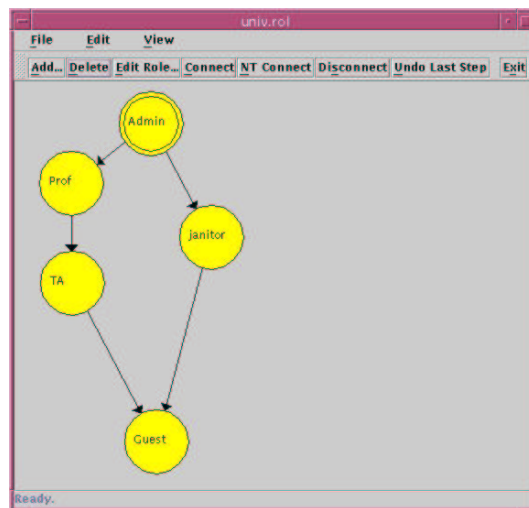 univ.rol
File Edit View
Add... Delete Edit Role... Connect NT Connect Disconnect Undo Last Step Exit
Admin
Prof
janitor
TA
Guest
Ready.